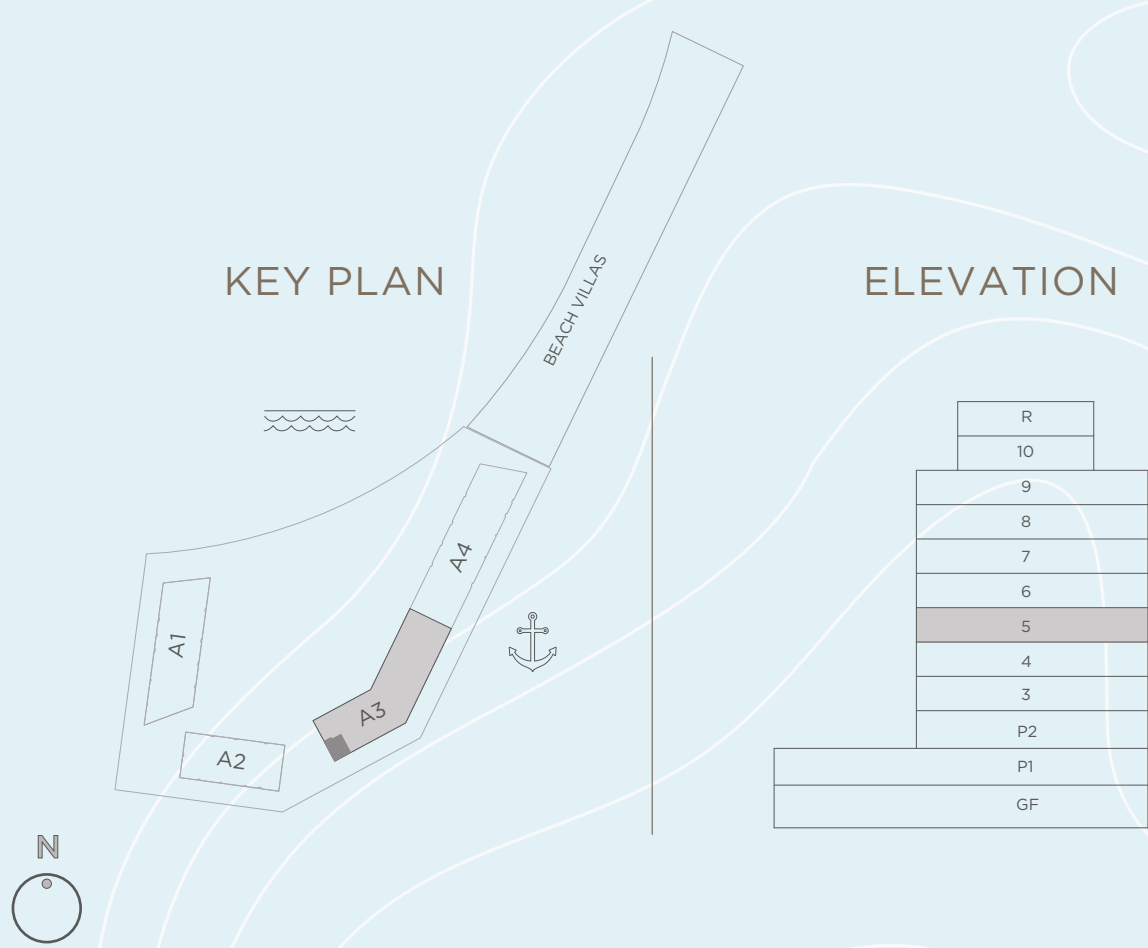 KEY PLAN
BEACH VILLAS
A4
A1
A3
A2
N
ELEVATION
R
10
9
8
7
6
5
4
3
P2
P1
GF